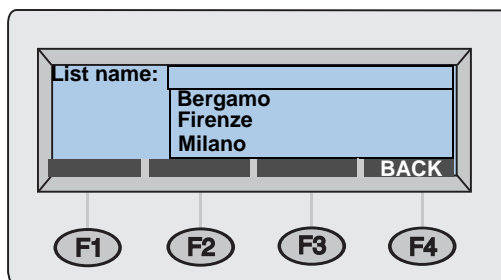 List name:
Bergamo
Firenze
Milano
BACK
F1 F2 F3 F4